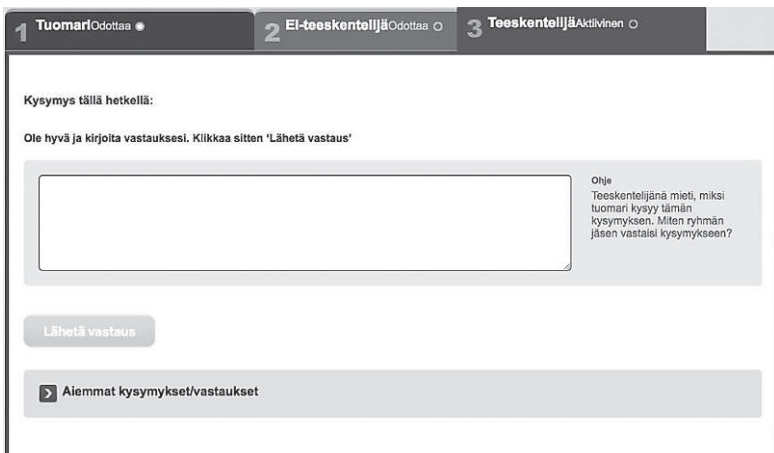 1 Tuomari Odottaa
2 Ei-teeskentelijä Odottaa
3 Teeskentelijä Aktiivinen
Kysymys tällä hetkellä:
Ole hyvä ja kirjoita vastauksesi. Klikkaa sitten 'Lähetä vastaus'
Ohje
Teeskentelijänä mieti, miksi
tuomari kysyy tämän
kysymyksen. Miten ryhmän
jäsen vastaisi kysymykseen?
Lähetä vastaus
Aiemmat kysymykset/vastaukset